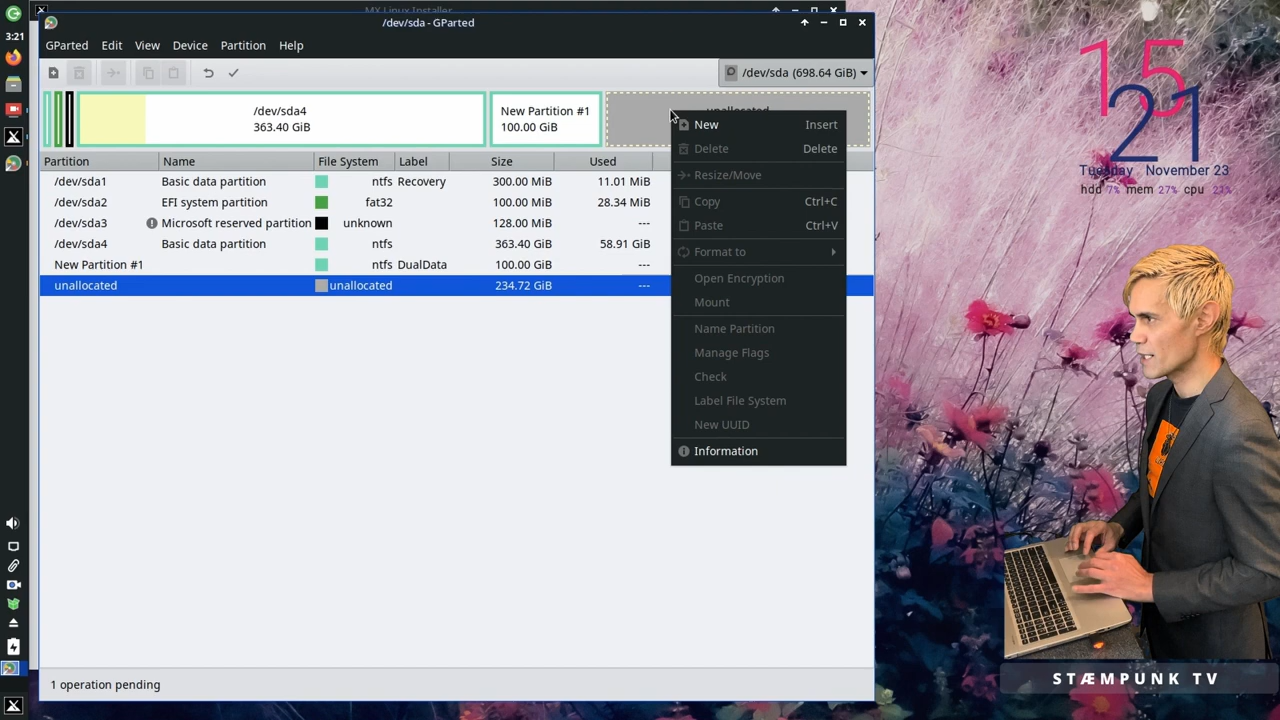 MX Linux Installer
/dev/sda - GParted
3:21
GParted Edit View Device Partition Help
/dev/sda (698.64 GiB)
/dev/sda4
363.40 GiB
New Partition #1
100.00 GiB
unallocated
Partition Name File System Label Size Used
/dev/sda1 Basic data partition ntfs Recovery 300.00 MiB 11.01 MiB
/dev/sda2 EFI system partition fat32 100.00 MiB 28.34 MiB
/dev/sda3 Microsoft reserved partition unknown 128.00 MiB ---
/dev/sda4 Basic data partition ntfs 363.40 GiB 58.91 GiB
New Partition #1 ntfs DualData 100.00 GiB ---
unallocated unallocated 234.72 GiB ---
New Insert
Delete Delete
Resize/Move
Copy Ctrl+C
Paste Ctrl+V
Format to
Open Encryption
Mount
Name Partition
Manage Flags
Check
Label File System
New UUID
Information
1 operation pending
15
21
Tuesday November 23
hdd 7% mem 27% cpu 21%
STÆMPUNK TV